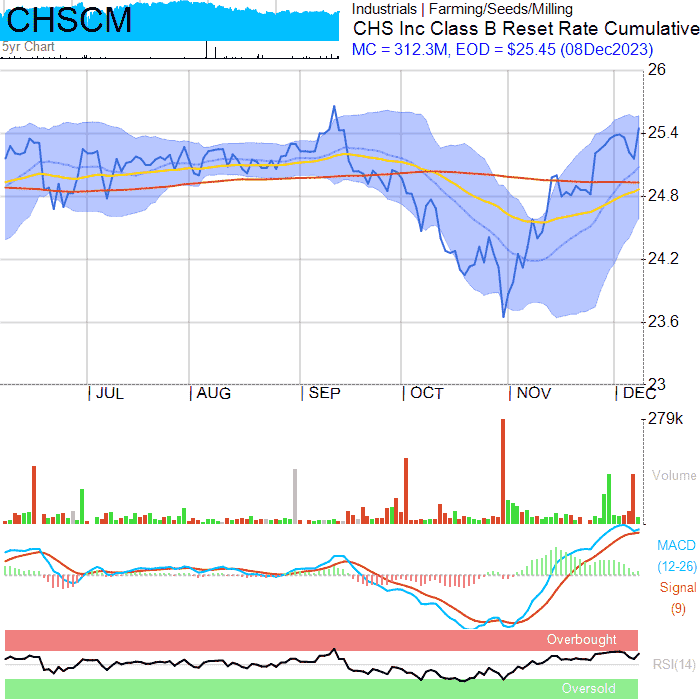 CHSCM
5yr Chart
Industrials | Farming/Seeds/Milling
CHS Inc Class B Reset Rate Cumulative
MC = 312.3M, EOD = $25.45 (08Dec2023)
26
25.4
24.8
24.2
23.6
23
JUL
AUG
SEP
OCT
NOV
DEC
279k
Volume
MACD
(12-26)
Signal
(9)
Overbought
RSI(14)
Oversold